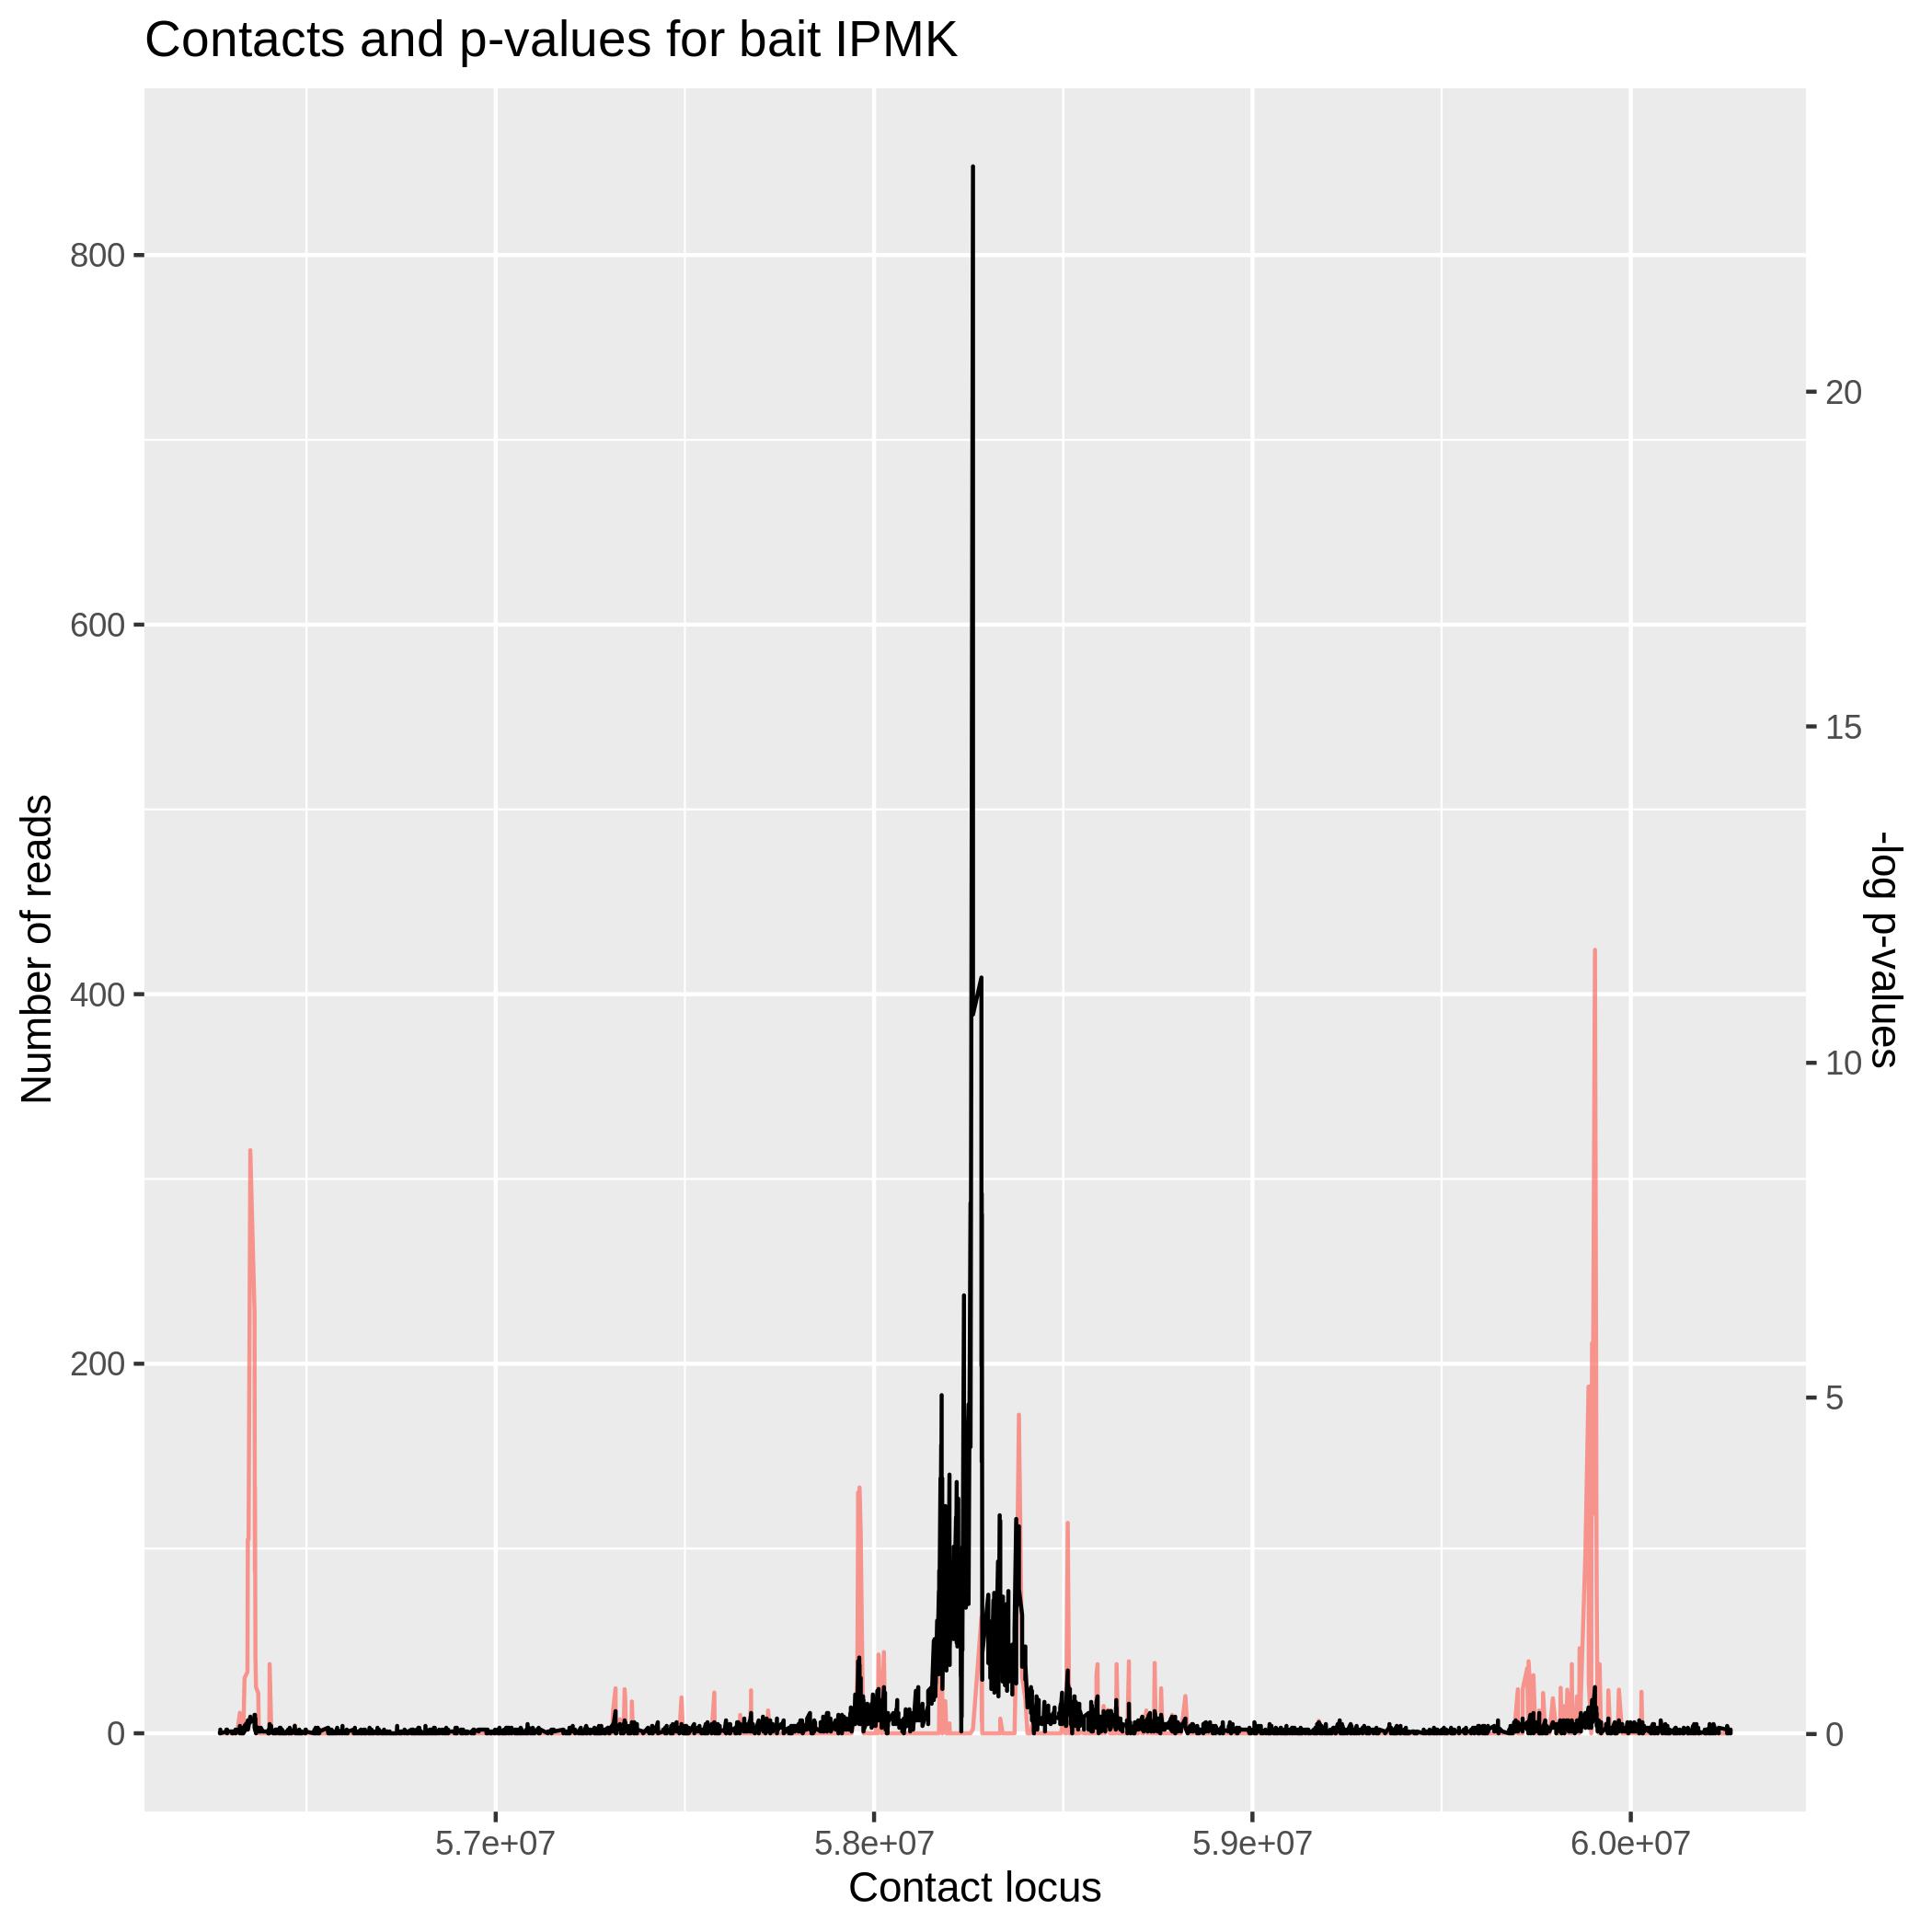 Contacts and p-values for bait IPMK
800
600
400
200
0
Number of reads
20
15
10
5
0
-log p-values
5.7e+07
5.8e+07
5.9e+07
6.0e+07
Contact locus